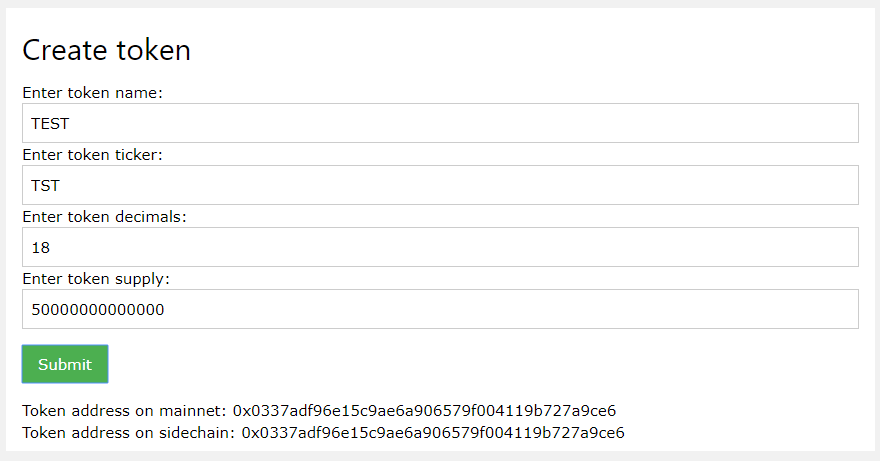 Create token
Enter token name:
TEST
Enter token ticker:
TST
Enter token decimals:
18
Enter token supply:
50000000000000
Submit
Token address on mainnet: 0x0337adf96e15c9ae6a906579f004119b727a9ce6
Token address on sidechain: 0x0337adf96e15c9ae6a906579f004119b727a9ce6